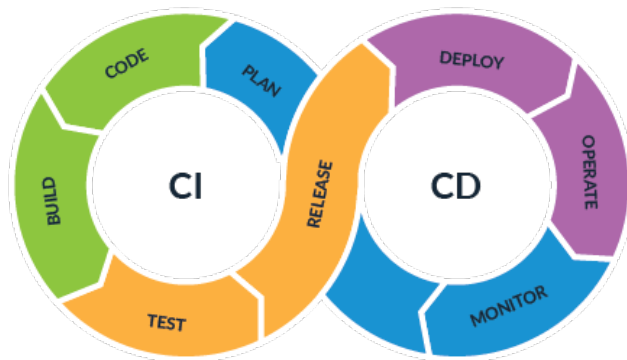 PLAN
CODE
BUILD
TEST
RELEASE
DEPLOY
OPERATE
MONITOR
CI
CD